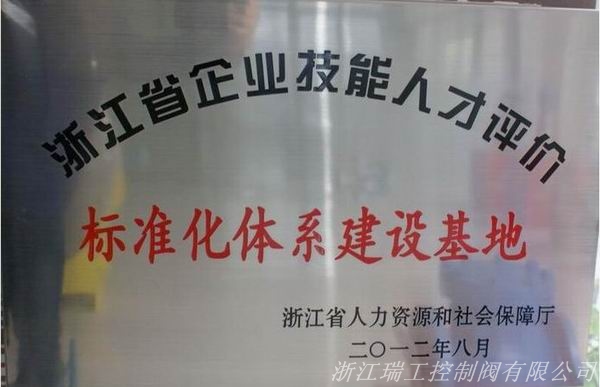 浙江省企业技能人才评价
标准化体系建设基地
浙江省人力资源和社会保障厅
二〇一二年八月
浙江瑞工控制阀有限公司